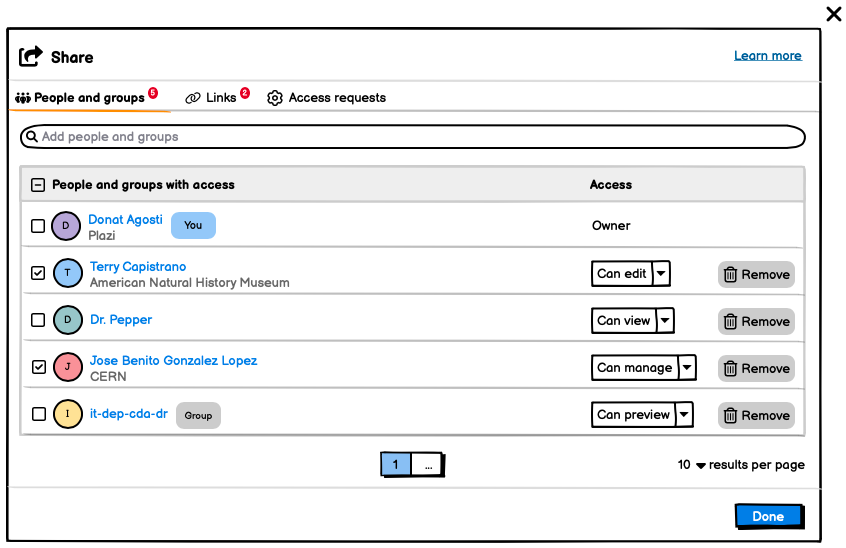 Share
Learn more
People and groups 5 Links 2 Access requests
Add people and groups
People and groups with access Access
D Donat Agosti You Owner
Plazi
T Terry Capistrano Can edit Remove
American Natural History Museum
D Dr. Pepper Can view Remove
J Jose Benito Gonzalez Lopez Can manage Remove
CERN
I it-dep-cda-dr Group Can preview Remove
1 ... 10 results per page
Done